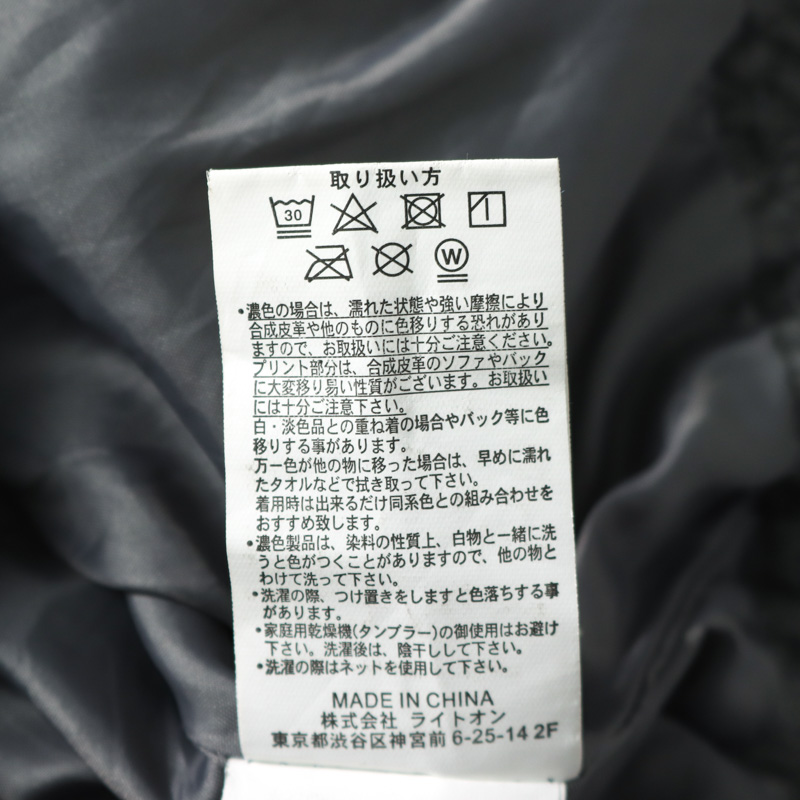 取り扱い方
30
W
•濃色の場合は、濡れた状態や強い摩擦により
合成皮革や他のものに色移りする恐れがあり
ますので、お取扱いには十分ご注意ください。
プリント部分は、合成皮革のソファやバック
に大変移り易い性質がございます。お取扱い
には十分ご注意下さい。
白・淡色品との重ね着の場合やバック等に色
移りする事があります。
万一色が他の物に移った場合は、早めに濡れ
たタオルなどで拭き取って下さい。
着用時は出来るだけ同系色との組み合わせを
おすすめ致します。
•濃色製品は、染料の性質上、白物と一緒に洗
うと色がつくことがありますので、他の物と
わけて洗って下さい。
•洗濯の際、つけ置きをしますと色落ちする事
があります。
•家庭用乾燥機(タンブラー)の御使用はお避け
下さい。洗濯後は、陰干しして下さい。
•洗濯の際はネットを使用して下さい。
MADE IN CHINA
株式会社 ライトオン
東京都渋谷区神宮前 6-25-14 2F